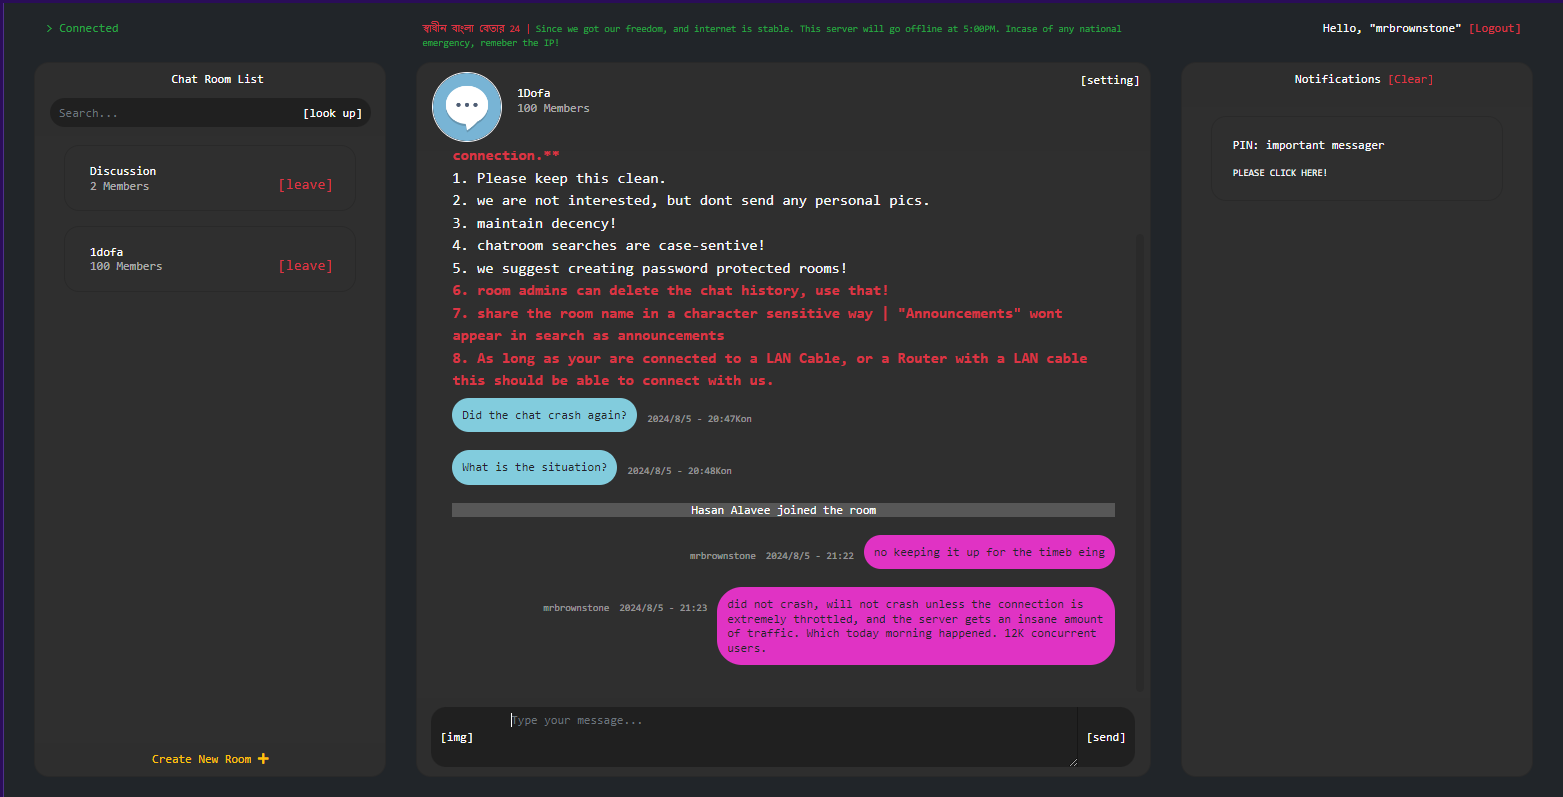 > Connected
স্বাধীন বাংলা বেতার 24 | Since we got our freedom, and internet is stable. This server will go offline at 5:00PM. Incase of any national
emergency, remeber the IP!
Hello, "mrbrownstone" [Logout]
Chat Room List
Search... [look up]
Discussion
2 Members
[leave]
1dofa
100 Members
[leave]
Create New Room +
1Dofa
100 Members
[setting]
connection.**
1. Please keep this clean.
2. we are not interested, but dont send any personal pics.
3. maintain decency!
4. chatroom searches are case-sentive!
5. we suggest creating password protected rooms!
6. room admins can delete the chat history, use that!
7. share the room name in a character sensitive way | "Announcements" wont
appear in search as announcements
8. As long as your are connected to a LAN Cable, or a Router with a LAN cable
this should be able to connect with us.
Did the chat crash again? 2024/8/5 - 20:47Kon
What is the situation? 2024/8/5 - 20:48Kon
Hasan Alavee joined the room
mrbrownstone 2024/8/5 - 21:22 no keeping it up for the timeb eing
mrbrownstone 2024/8/5 - 21:23
did not crash, will not crash unless the connection is
extremely throttled, and the server gets an insane amount
of traffic. Which today morning happened. 12K concurrent
users.
[img] Type your message... [send]
Notifications [Clear]
PIN: important messager
PLEASE CLICK HERE!